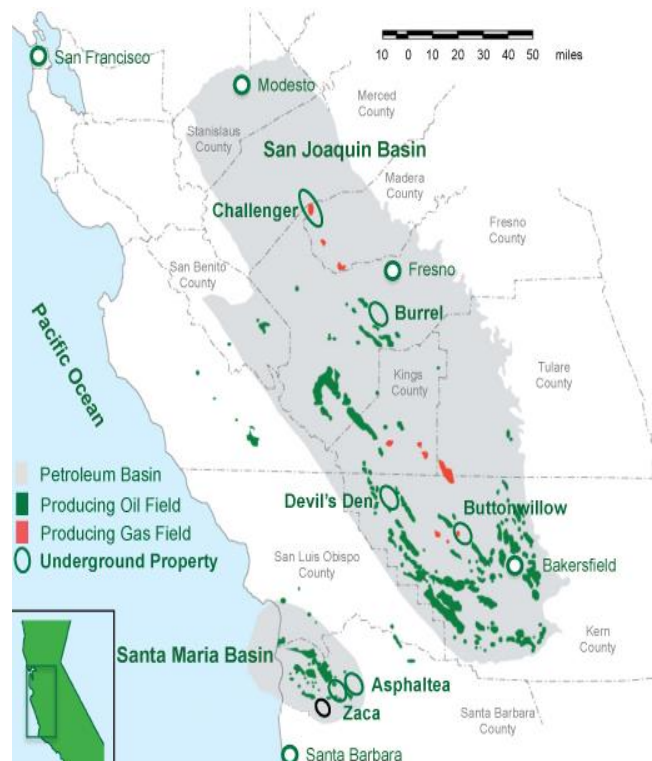 San Francisco
10 0 10 20 30 40 50 miles
Modesto
Merced
County
Stanislaus
County
San Joaquin Basin
Madera
County
Challenger
Fresno
County
San Benito
County
Fresno
Burrel
Pacific Ocean
Kings
County
Tulare
County
Petroleum Basin
Producing Oil Field
Producing Gas Field
Underground Property
Devil's Den
Buttonwillow
San Luis Obispo
County
Bakersfield
Kern
County
Santa Maria Basin
Asphaltea
Zaca
Santa Barbara
County
Santa Barbara